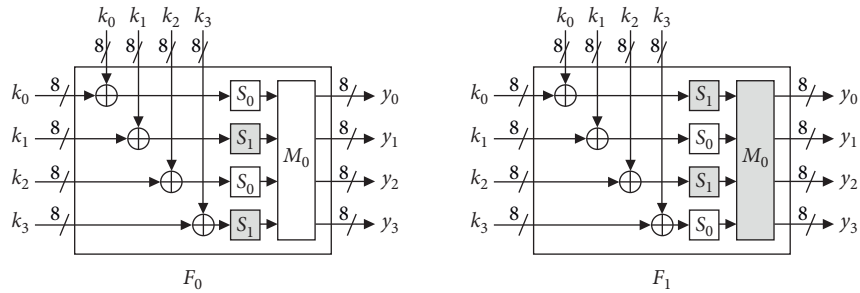 k0 k1 k2 k3
8 8 8 8
k0 8 S0 8 y0
k1 8 S1 8 y1
k2 8 S0 8 y2
k3 8 S1 8 y3
M0
F0
k0 k1 k2 k3
8 8 8 8
k0 8 S1 8 y0
k1 8 S0 8 y1
k2 8 S1 8 y2
k3 8 S0 8 y3
M0
F1